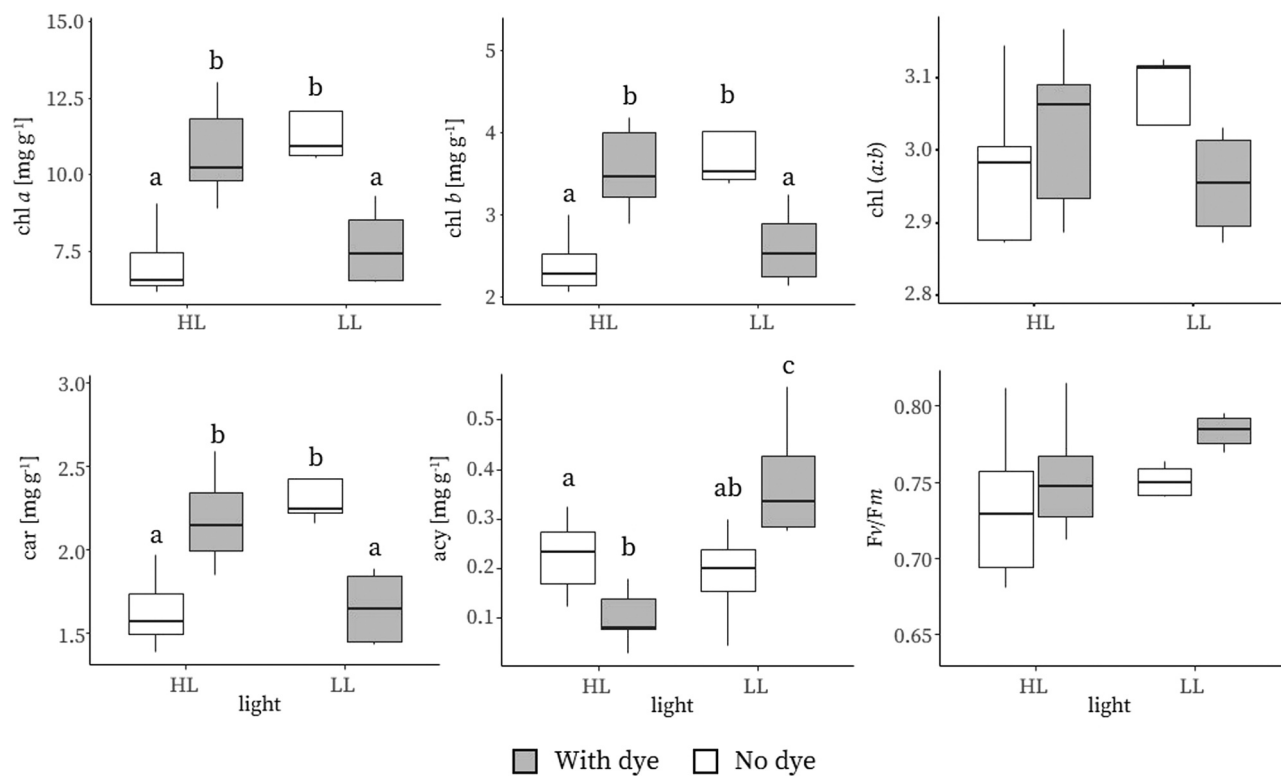 chl a [mg g-1]
15.0
12.5
10.0
7.5
a
b
b
a
HL
LL
chl b [mg g-1]
5
4
3
2
a
b
b
a
HL
LL
chl (a:b)
3.1
3.0
2.9
2.8
HL
LL
car [mg g-1]
3.0
2.5
2.0
1.5
a
b
b
a
HL
LL
light
acy [mg g-1]
0.5
0.4
0.3
0.2
0.1
a
b
ab
c
HL
LL
light
Fv/Fm
0.80
0.75
0.70
0.65
HL
LL
With dye
No dye